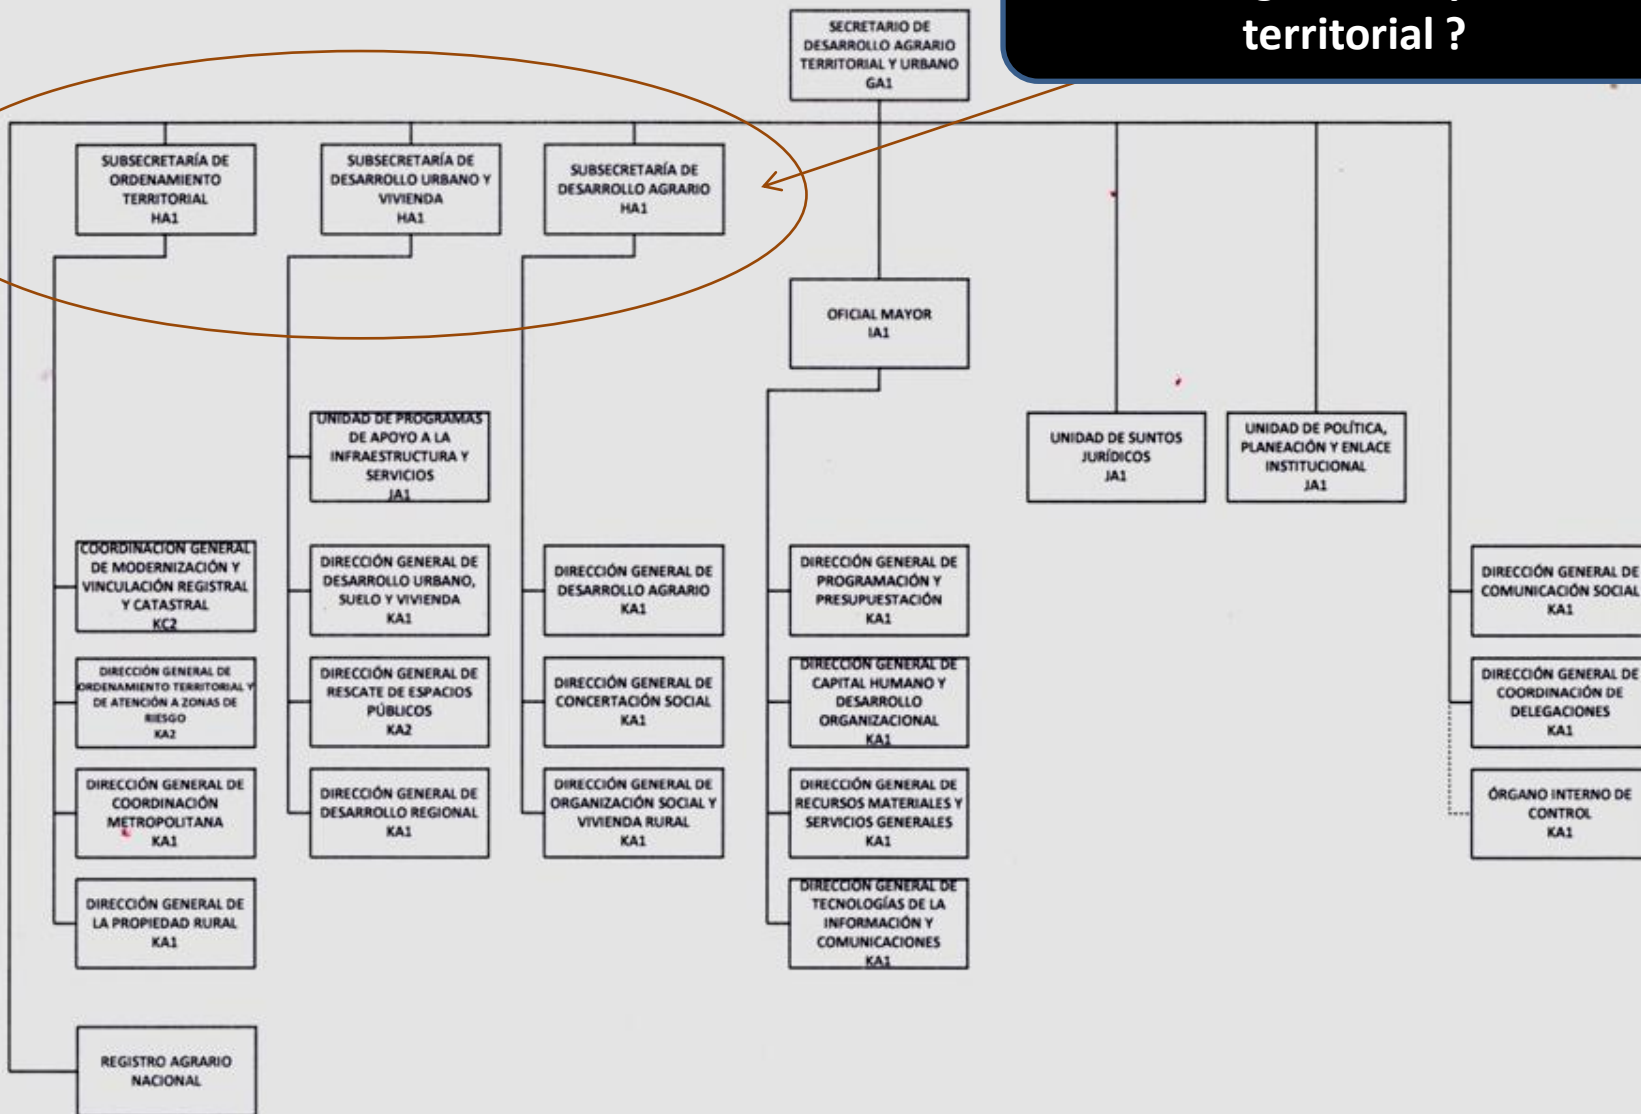 territorial ?
SECRETARIO DE
DESARROLLO AGRARIO
TERRITORIAL Y URBANO
GA1
SUBSECRETARÍA DE
ORDENAMIENTO
TERRITORIAL
HA1
SUBSECRETARÍA DE
DESARROLLO URBANO Y
VIVIENDA
HA1
SUBSECRETARÍA DE
DESARROLLO AGRARIO
HA1
OFICIAL MAYOR
IA1
UNIDAD DE PROGRAMAS
DE APOYO A LA
INFRAESTRUCTURA Y
SERVICIOS
JA1
UNIDAD DE SUNTOS
JURÍDICOS
JA1
UNIDAD DE POLÍTICA,
PLANEACIÓN Y ENLACE
INSTITUCIONAL
JA1
COORDINACIÓN GENERAL
DE MODERNIZACIÓN Y
VINCULACIÓN REGISTRAL
Y CATASTRAL
KC2
DIRECCIÓN GENERAL DE
DESARROLLO URBANO,
SUELO Y VIVIENDA
KA1
DIRECCIÓN GENERAL DE
DESARROLLO AGRARIO
KA1
DIRECCIÓN GENERAL DE
PROGRAMACIÓN Y
PRESUPUESTACIÓN
KA1
DIRECCIÓN GENERAL DE
COMUNICACIÓN SOCIAL
KA1
DIRECCIÓN GENERAL DE
ORDENAMIENTO TERRITORIAL Y
DE ATENCIÓN A ZONAS DE
RIESGO
KA2
DIRECCIÓN GENERAL DE
RESCATE DE ESPACIOS
PÚBLICOS
KA2
DIRECCIÓN GENERAL DE
CONCERTACIÓN SOCIAL
KA1
DIRECCIÓN GENERAL DE
CAPITAL HUMANO Y
DESARROLLO
ORGANIZACIONAL
KA1
DIRECCIÓN GENERAL DE
COORDINACIÓN DE
DELEGACIONES
KA1
DIRECCIÓN GENERAL DE
COORDINACIÓN
METROPOLITANA
KA1
DIRECCIÓN GENERAL DE
DESARROLLO REGIONAL
KA1
DIRECCIÓN GENERAL DE
ORGANIZACIÓN SOCIAL Y
VIVIENDA RURAL
KA1
DIRECCIÓN GENERAL DE
RECURSOS MATERIALES Y
SERVICIOS GENERALES
KA1
ÓRGANO INTERNO DE
CONTROL
KA1
DIRECCIÓN GENERAL DE
LA PROPIEDAD RURAL
KA1
DIRECCIÓN GENERAL DE
TECNOLOGÍAS DE LA
INFORMACIÓN Y
COMUNICACIONES
KA1
REGISTRO AGRARIO
NACIONAL